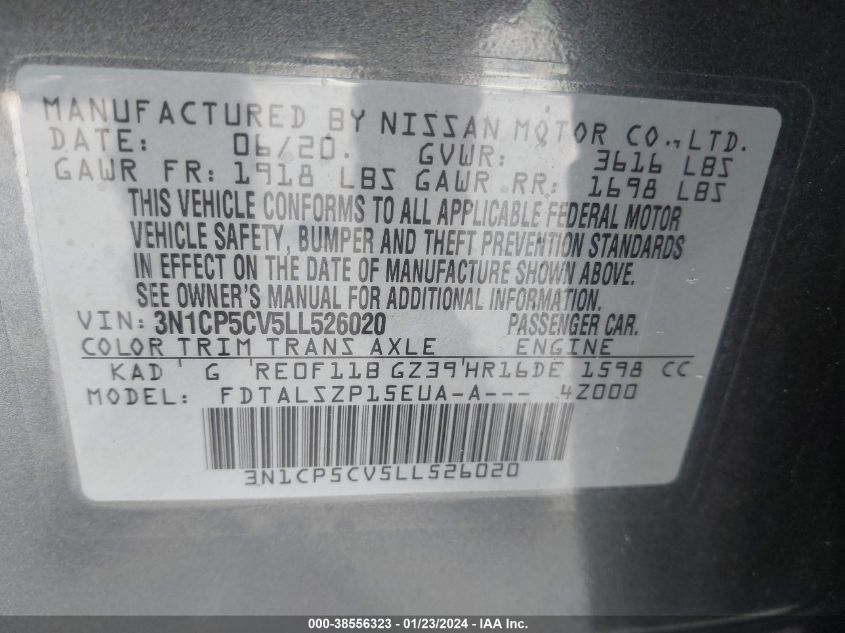 MANUFACTURED BY NISSAN MOTOR CO., LTD.
DATE: 06/20. GVWR: 3616 LBS
GAWR FR: 1918 LBS GAWR RR: 1698 LBS
THIS VEHICLE CONFORMS TO ALL APPLICABLE FEDERAL MOTOR
VEHICLE SAFETY, BUMPER AND THEFT PREVENTION STANDARDS
IN EFFECT ON THE DATE OF MANUFACTURE SHOWN ABOVE.
SEE OWNER'S MANUAL FOR ADDITIONAL INFORMATION.
VIN: 3N1CP5CV5LL526020 PASSENGER CAR.
COLOR TRIM TRANS AXLE ENGINE
KAD G RE0F11B GZ39 HR16DE 1598 CC
MODEL: FDTALSZP15EUA-A--- 4Z000
3N1CP5CV5LL526020
000-38556323 - 01/23/2024 - IAA Inc.